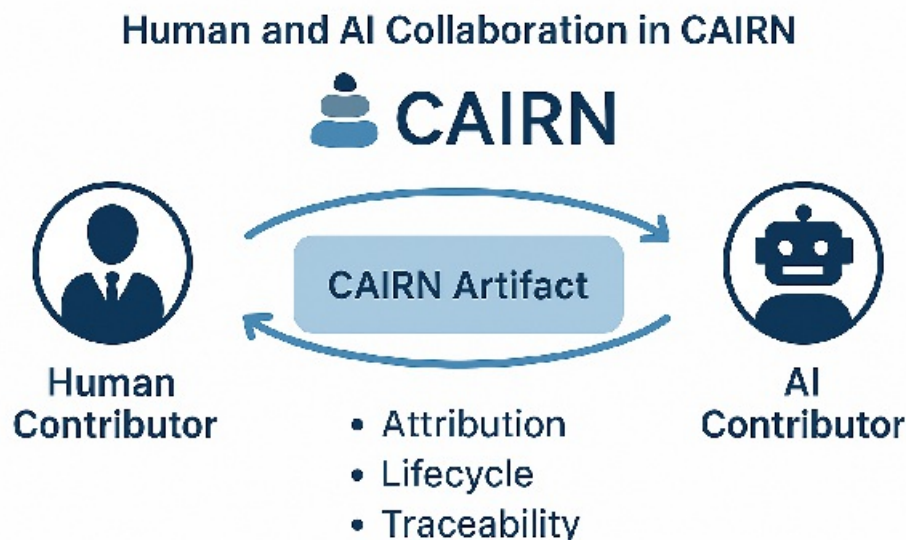 Human and AI Collaboration in CAIRN
CAIRN
CAIRN Artifact
Human
Contributor
AI
Contributor
• Attribution
• Lifecycle
• Traceability